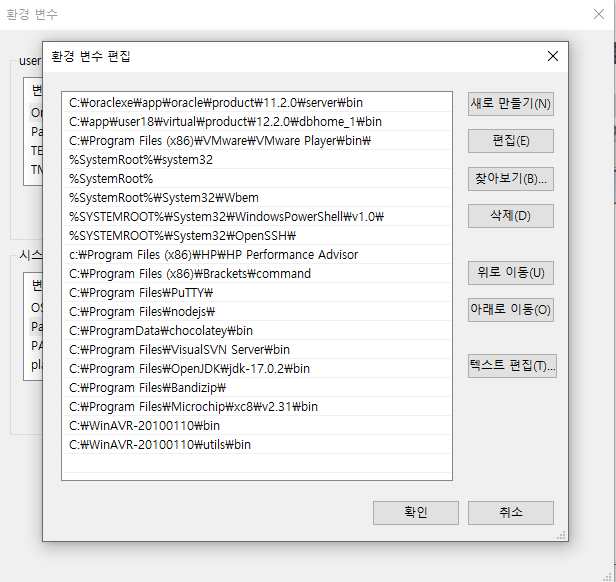 환경 변수
user
환경 변수 편집
C:₩oraclexe₩app₩oracle₩product₩11.2.0₩server₩bin
C:₩app₩user18₩virtual₩product₩12.2.0₩dbhome_1₩bin
C:₩Program Files (x86)₩VMware₩VMware Player₩bin₩
%SystemRoot%₩system32
%SystemRoot%
%SystemRoot%₩System32₩Wbem
%SYSTEMROOT%₩System32₩WindowsPowerShell₩v1.0₩
%SYSTEMROOT%₩System32₩OpenSSH₩
c:₩Program Files (x86)₩HP₩HP Performance Advisor
C:₩Program Files (x86)₩Brackets₩command
C:₩Program Files₩PuTTY₩
C:₩Program Files₩nodejs₩
C:₩ProgramData₩chocolatey₩bin
C:₩Program Files₩VisualSVN Server₩bin
C:₩Program Files₩OpenJDK₩jdk-17.0.2₩bin
C:₩Program Files₩Bandizip₩
C:₩Program Files₩Microchip₩xc8₩v2.31₩bin
C:₩WinAVR-20100110₩bin
C:₩WinAVR-20100110₩utils₩bin
새로 만들기(N)
편집(E)
찾아보기(B)...
삭제(D)
위로 이동(U)
아래로 이동(O)
텍스트 편집(T)...
확인
취소
변
Pa
TE
시스
변
OS
Pa
PA
pla